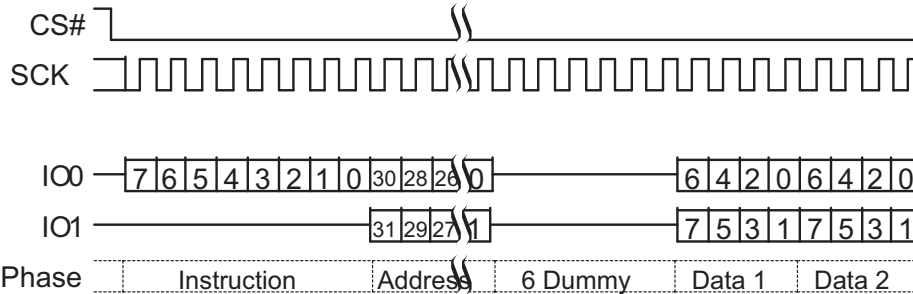 CS#
SCK
IO0 7 6 5 4 3 2 1 0 30 28 26 0 6 4 2 0 6 4 2 0
IO1 31 29 27 1 7 5 3 1 7 5 3 1
Phase Instruction Address 6 Dummy Data 1 Data 2